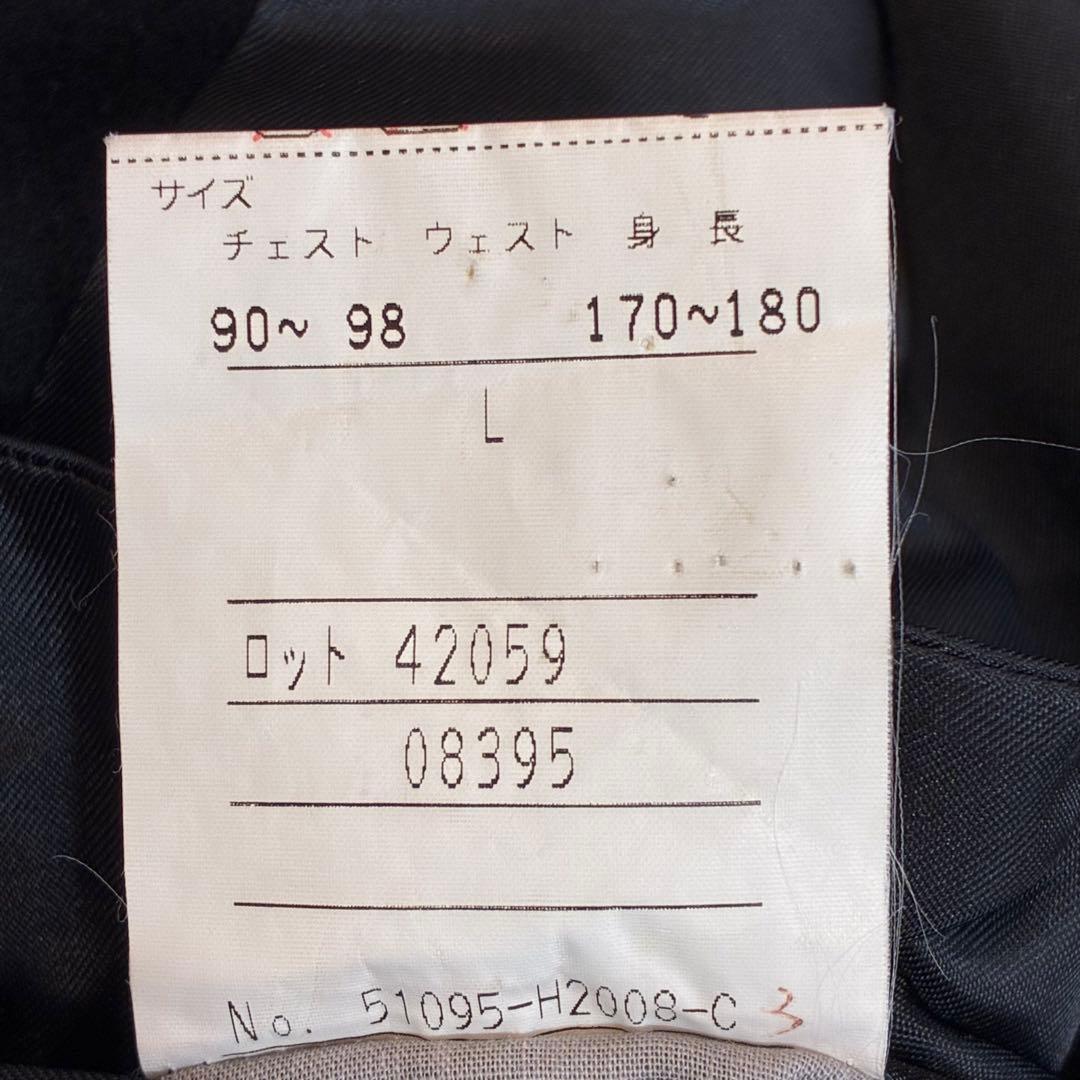 サイズ
チェスト ウェスト 身 長
90~ 98 170~180
L
ロット 42059
08395
No. 51095-H2008-C 3